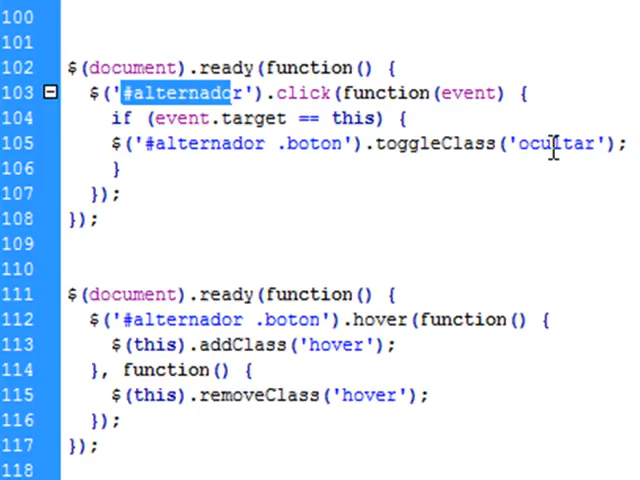 100
101
102 $(document).ready(function() {
103 $('#alternador').click(function(event) {
104 if (event.target == this) {
105 $('#alternador .boton').toggleClass('ocultar');
106 }
107 });
108 });
109
110
111 $(document).ready(function() {
112 $('#alternador .boton').hover(function() {
113 $(this).addClass('hover');
114 }, function() {
115 $(this).removeClass('hover');
116 });
117 });
118